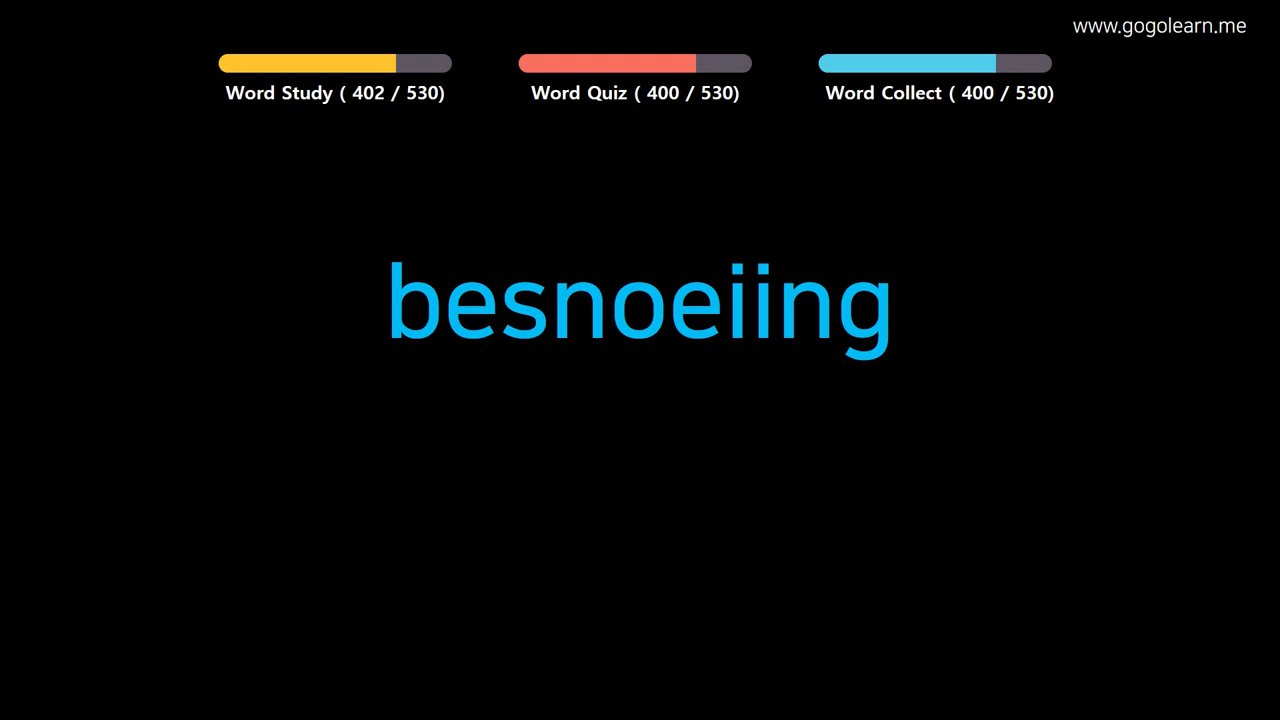 www.gogolearn.me
Word Study ( 402 / 530)
Word Quiz ( 400 / 530)
Word Collect ( 400 / 530)
besnoeiing